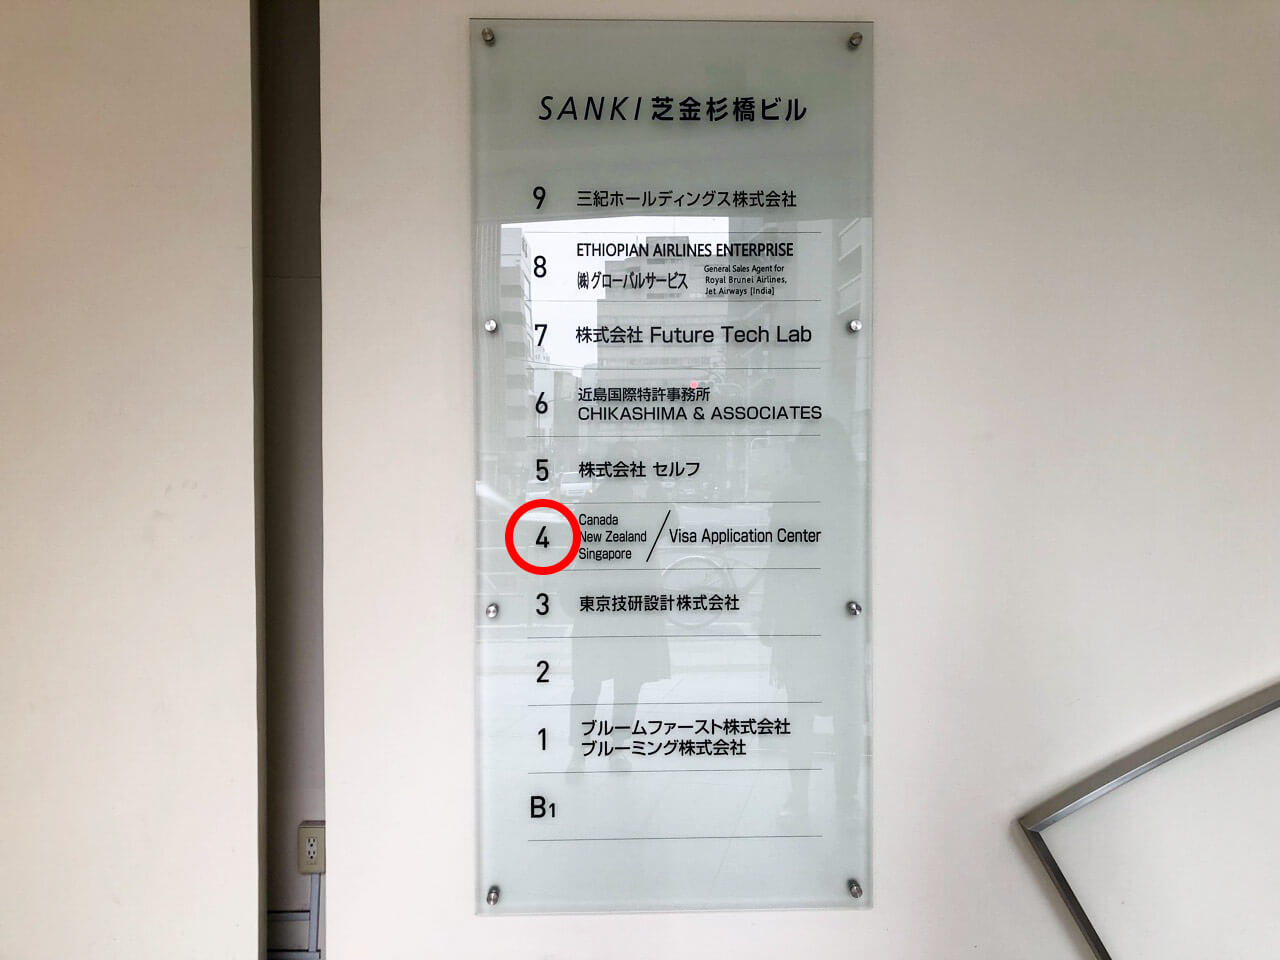 SANKI 芝金杉橋ビル
9 三紀ホールディングス株式会社
8 ETHIOPIAN AIRLINES ENTERPRISE
㈱グローバルサービス General Sales Agent for
Royal Brunei Airlines,
Jet Airways [India]
7 株式会社 Future Tech Lab
6 近島国際特許事務所
CHIKASHIMA & ASSOCIATES
5 株式会社 セルフ
4 Canada
New Zealand / Visa Application Center
Singapore
3 東京技研設計株式会社
2
1 ブルームファースト株式会社
ブルーミング株式会社
B1